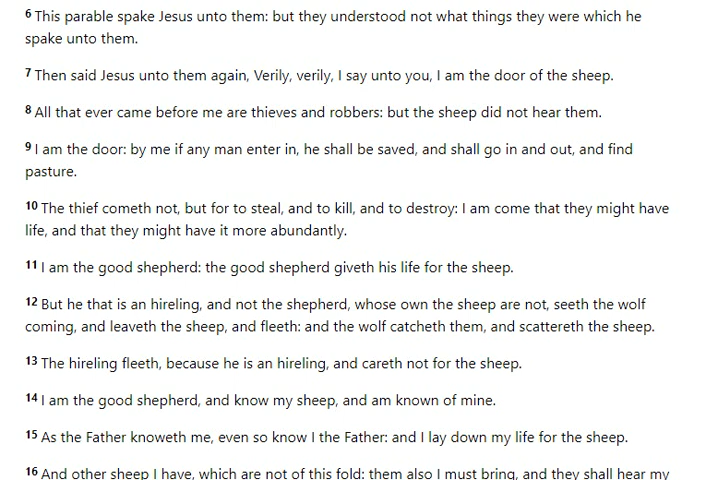 6 This parable spake Jesus unto them: but they understood not what things they were which he
spake unto them.
7 Then said Jesus unto them again, Verily, verily, I say unto you, I am the door of the sheep.
8 All that ever came before me are thieves and robbers: but the sheep did not hear them.
9 I am the door: by me if any man enter in, he shall be saved, and shall go in and out, and find
pasture.
10 The thief cometh not, but for to steal, and to kill, and to destroy: I am come that they might have
life, and that they might have it more abundantly.
11 I am the good shepherd: the good shepherd giveth his life for the sheep.
12 But he that is an hireling, and not the shepherd, whose own the sheep are not, seeth the wolf
coming, and leaveth the sheep, and fleeth: and the wolf catcheth them, and scattereth the sheep.
13 The hireling fleeth, because he is an hireling, and careth not for the sheep.
14 I am the good shepherd, and know my sheep, and am known of mine.
15 As the Father knoweth me, even so know I the Father: and I lay down my life for the sheep.
16 And other sheep I have, which are not of this fold: them also I must bring, and they shall hear my